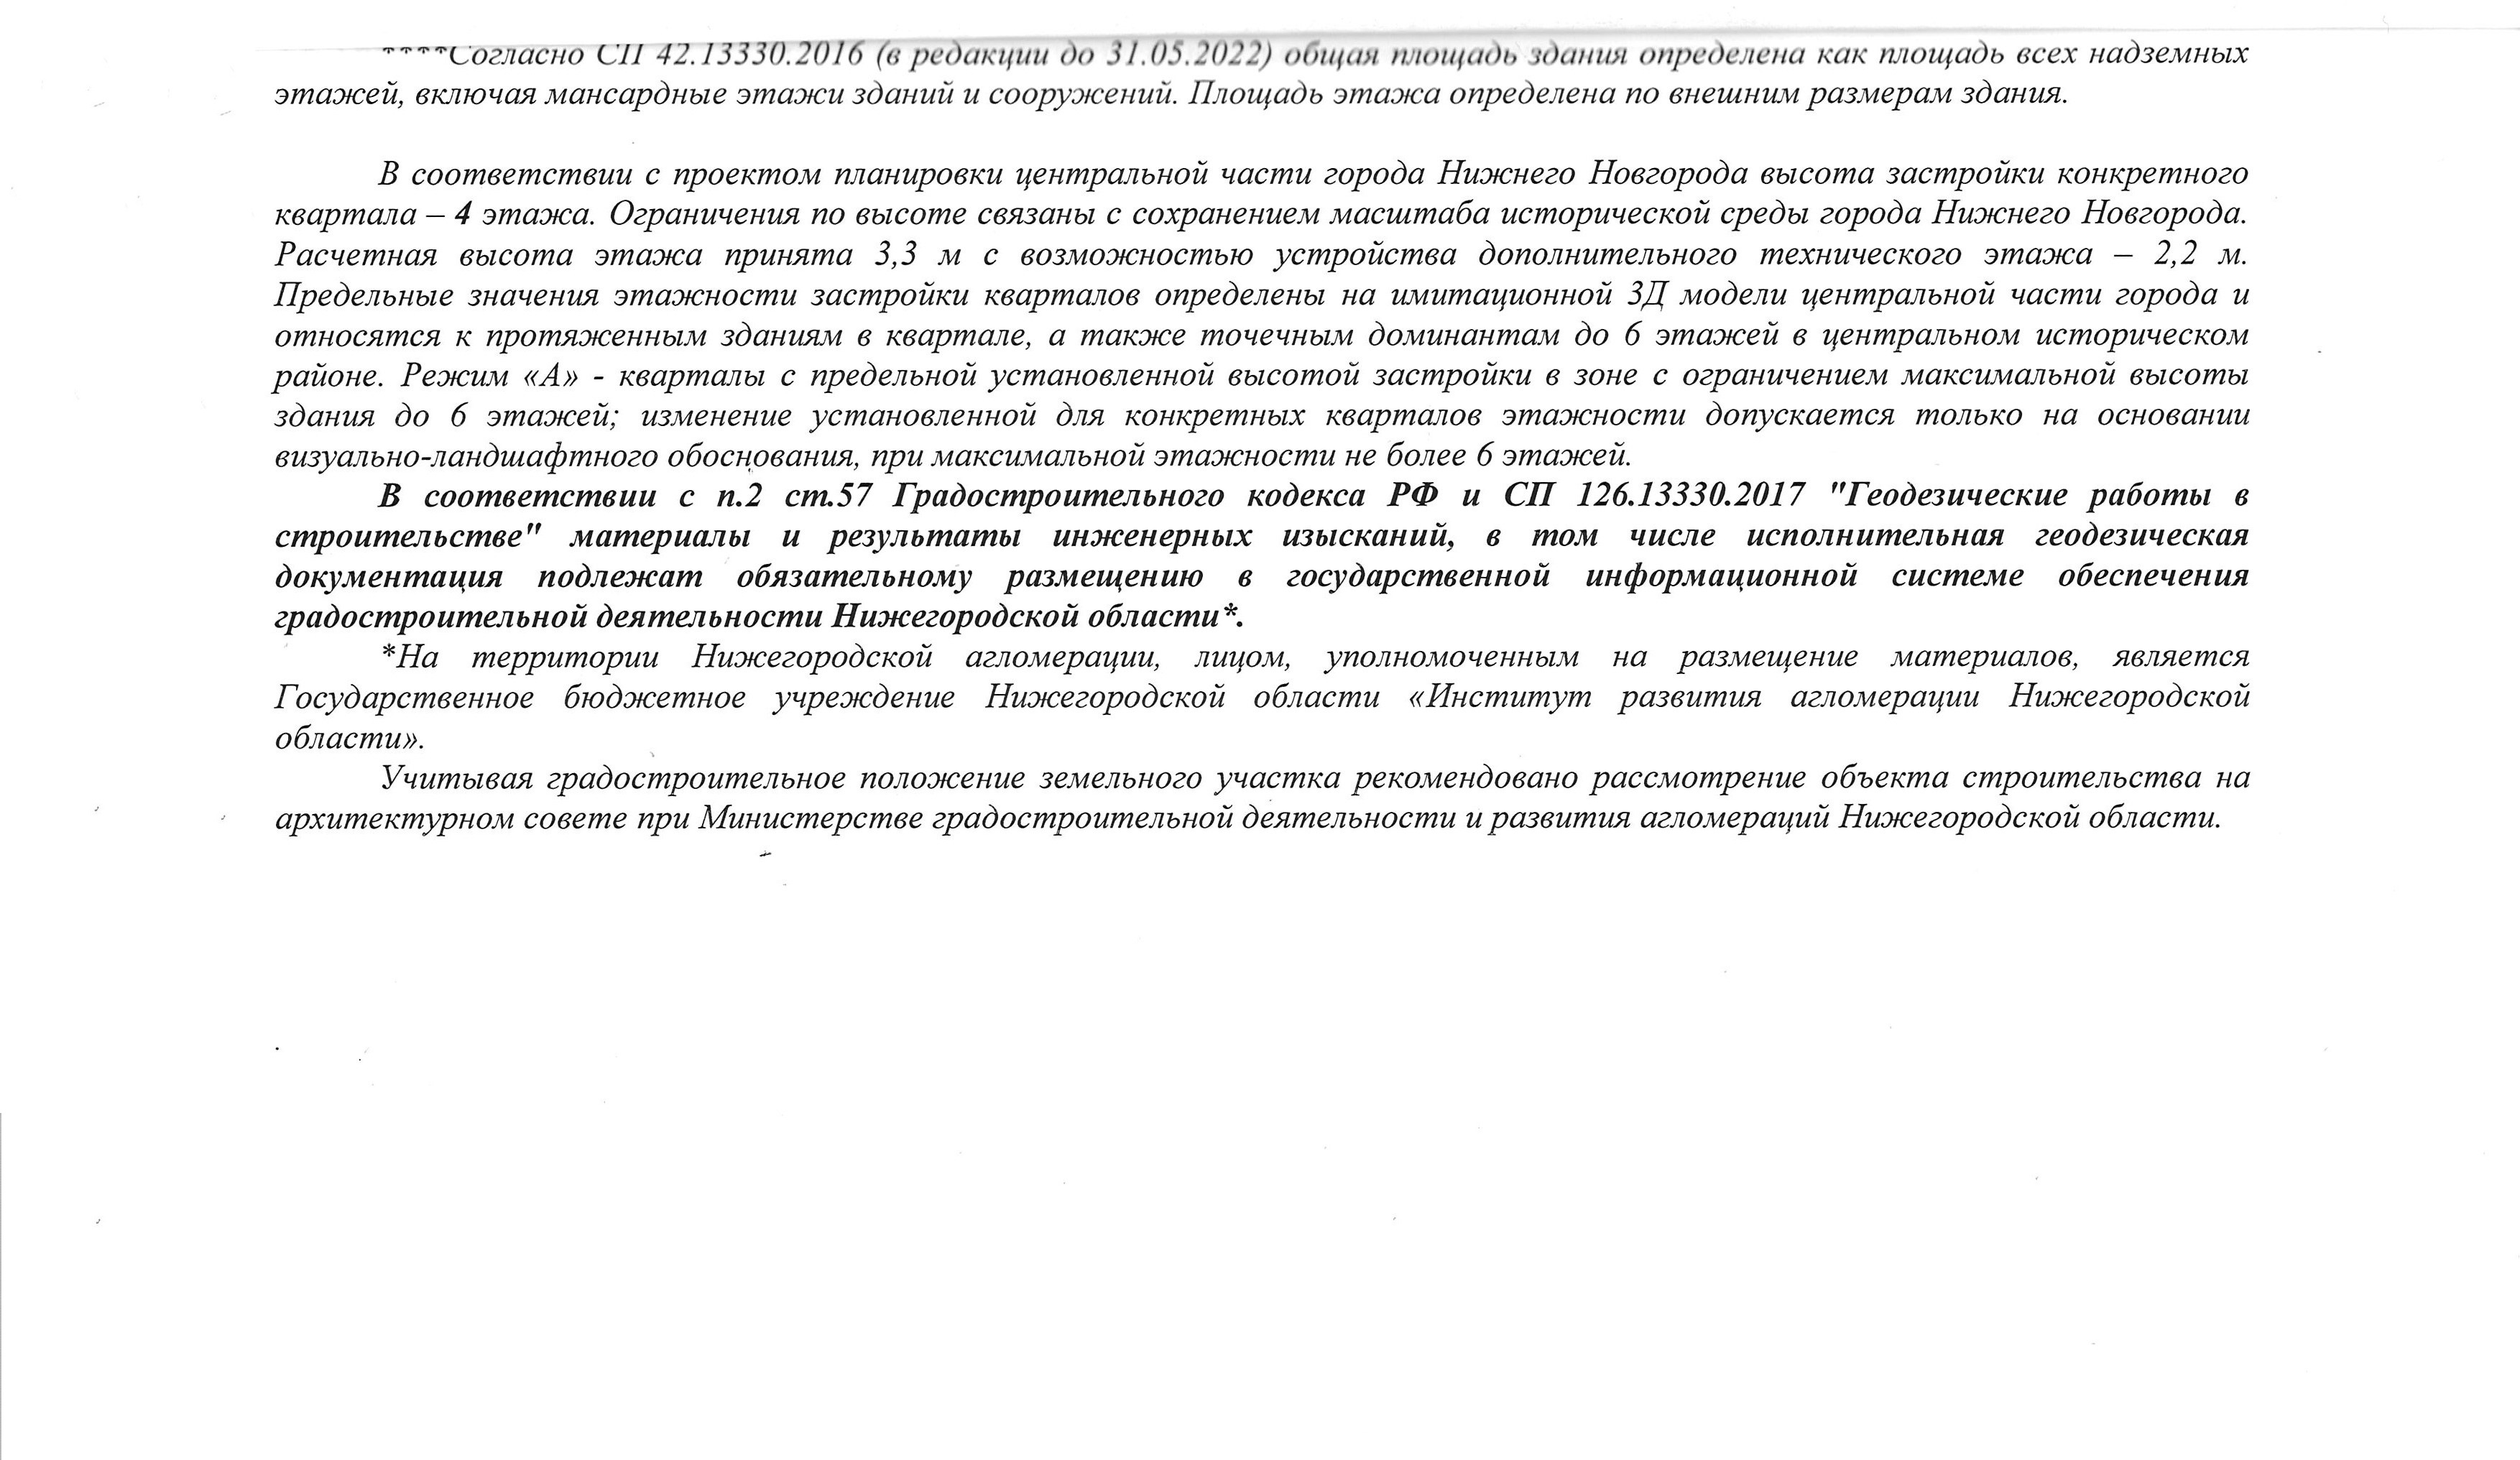 ****Согласно СП 42.13330.2016 (в редакции до 31.05.2022) общая площадь здания определена как площадь всех надземных
этажей, включая мансардные этажи зданий и сооружений. Площадь этажа определена по внешним размерам здания.
В соответствии с проектом планировки центральной части города Нижнего Новгорода высота застройки конкретного
квартала – 4 этажа. Ограничения по высоте связаны с сохранением масштаба исторической среды города Нижнего Новгорода.
Расчетная высота этажа принята 3,3 м с возможностью устройства дополнительного технического этажа – 2,2 м.
Предельные значения этажности застройки кварталов определены на имитационной 3Д модели центральной части города и
относятся к протяженным зданиям в квартале, а также точечным доминантам до 6 этажей в центральном историческом
районе. Режим «А» - кварталы с предельной установленной высотой застройки в зоне с ограничением максимальной высоты
здания до 6 этажей; изменение установленной для конкретных кварталов этажности допускается только на основании
визуально-ландшафтного обоснования, при максимальной этажности не более 6 этажей.
В соответствии с п.2 ст.57 Градостроительного кодекса РФ и СП 126.13330.2017 "Геодезические работы в
строительстве" материалы и результаты инженерных изысканий, в том числе исполнительная геодезическая
документация подлежат обязательному размещению в государственной информационной системе обеспечения
градостроительной деятельности Нижегородской области*.
*На территории Нижегородской агломерации, лицом, уполномоченным на размещение материалов, является
Государственное бюджетное учреждение Нижегородской области «Институт развития агломерации Нижегородской
области».
Учитывая градостроительное положение земельного участка рекомендовано рассмотрение объекта строительства на
архитектурном совете при Министерстве градостроительной деятельности и развития агломераций Нижегородской области.